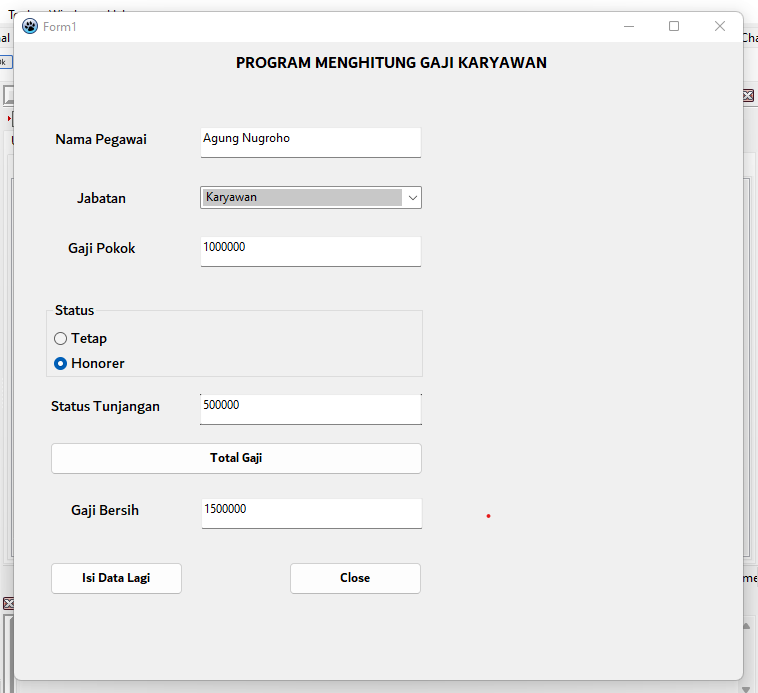 Form1
PROGRAM MENGHITUNG GAJI KARYAWAN
Nama Pegawai Agung Nugroho
Jabatan Karyawan
Gaji Pokok 1000000
Status
Tetap
Honorer
Status Tunjangan 500000
Total Gaji
Gaji Bersih 1500000
Isi Data Lagi Close